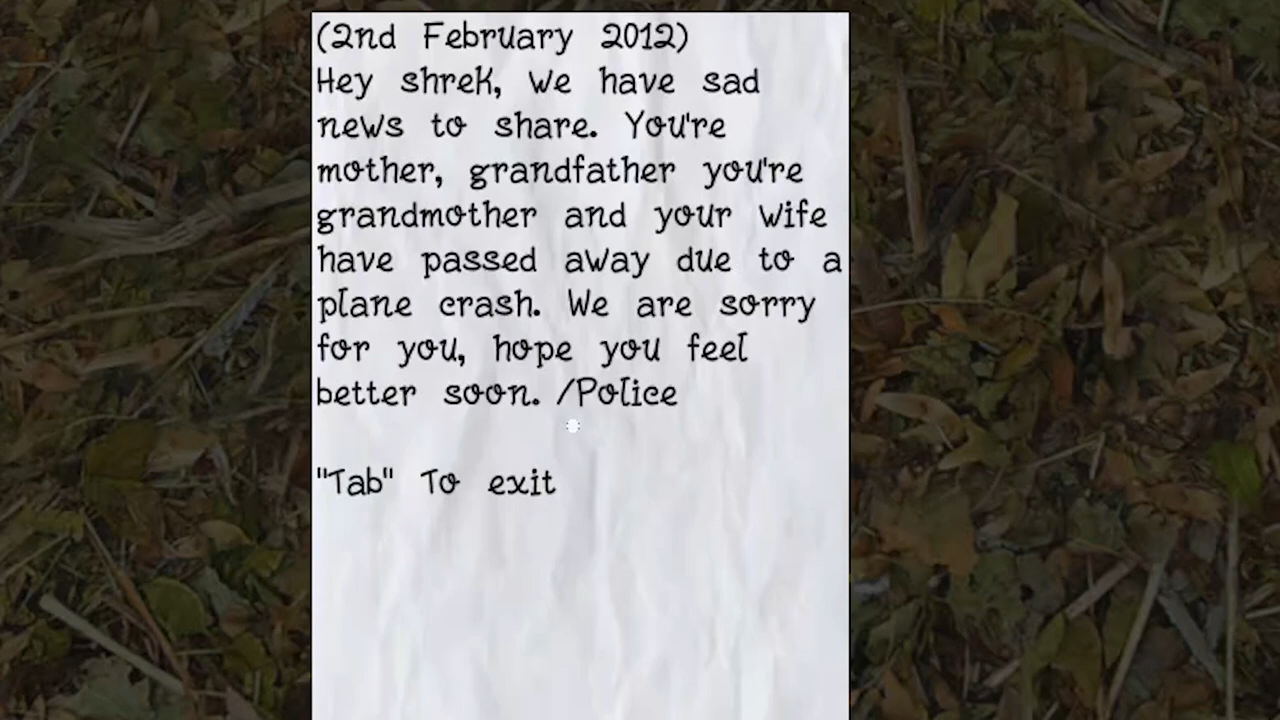 (2nd February 2012)
Hey shrek, we have sad
news to share. You're
mother, grandfather you're
grandmother and your wife
have passed away due to a
plane crash. We are sorry
for you, hope you feel
better soon. /Police
"Tab" To exit